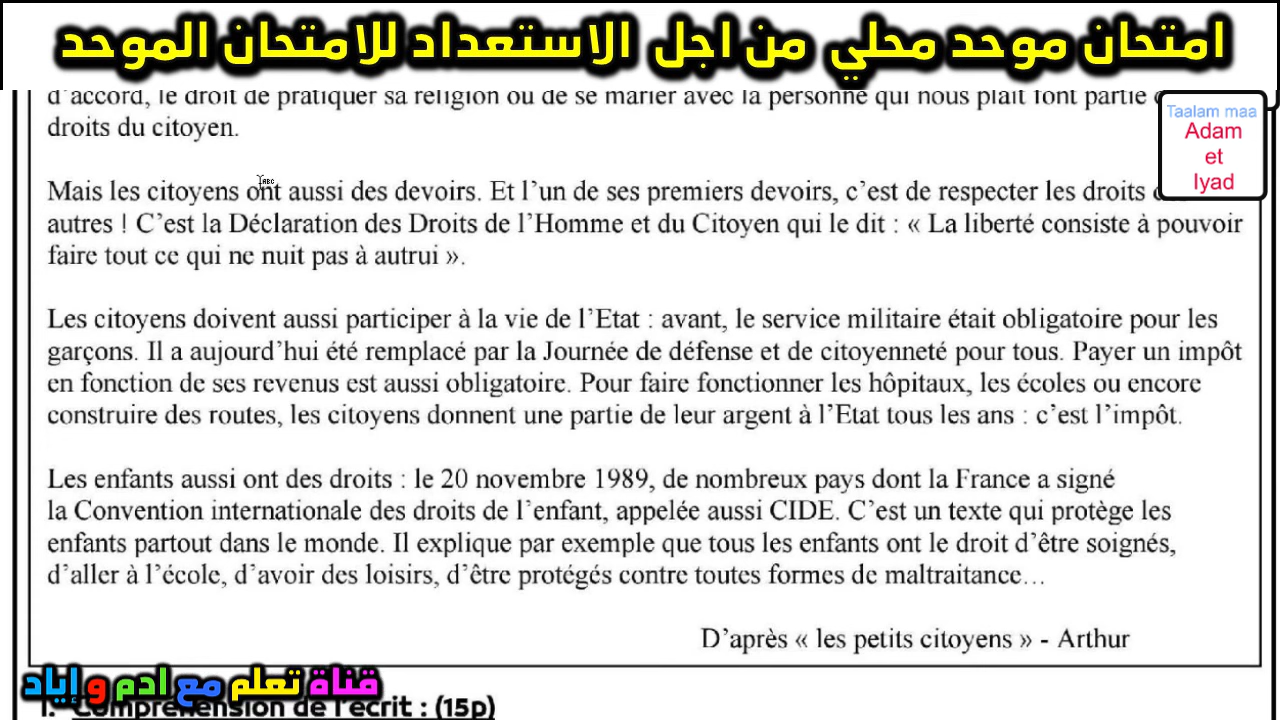 امتحان موحد محلي من اجل الاستعداد للامتحان الموحد
d'accord, le droit de pratiquer sa religion ou de se marier avec la personne qui nous plaît font partie
droits du citoyen.
Taalam maa
Adam
et
Iyad
Mais les citoyens ont aussi des devoirs. Et l'un de ses premiers devoirs, c'est de respecter les droits
autres ! C'est la Déclaration des Droits de l'Homme et du Citoyen qui le dit : « La liberté consiste à pouvoir
faire tout ce qui ne nuit pas à autrui ».
Les citoyens doivent aussi participer à la vie de l'Etat : avant, le service militaire était obligatoire pour les
garçons. Il a aujourd'hui été remplacé par la Journée de défense et de citoyenneté pour tous. Payer un impôt
en fonction de ses revenus est aussi obligatoire. Pour faire fonctionner les hôpitaux, les écoles ou encore
construire des routes, les citoyens donnent une partie de leur argent à l'Etat tous les ans : c'est l'impôt.
Les enfants aussi ont des droits : le 20 novembre 1989, de nombreux pays dont la France a signé
la Convention internationale des droits de l'enfant, appelée aussi CIDE. C'est un texte qui protège les
enfants partout dans le monde. Il explique par exemple que tous les enfants ont le droit d'être soignés,
d'aller à l'école, d'avoir des loisirs, d'être protégés contre toutes formes de maltraitance…
D'après « les petits citoyens » - Arthur
قناة تعلم مع ادم و إياد
I. Compréhension de l'écrit : (15p)